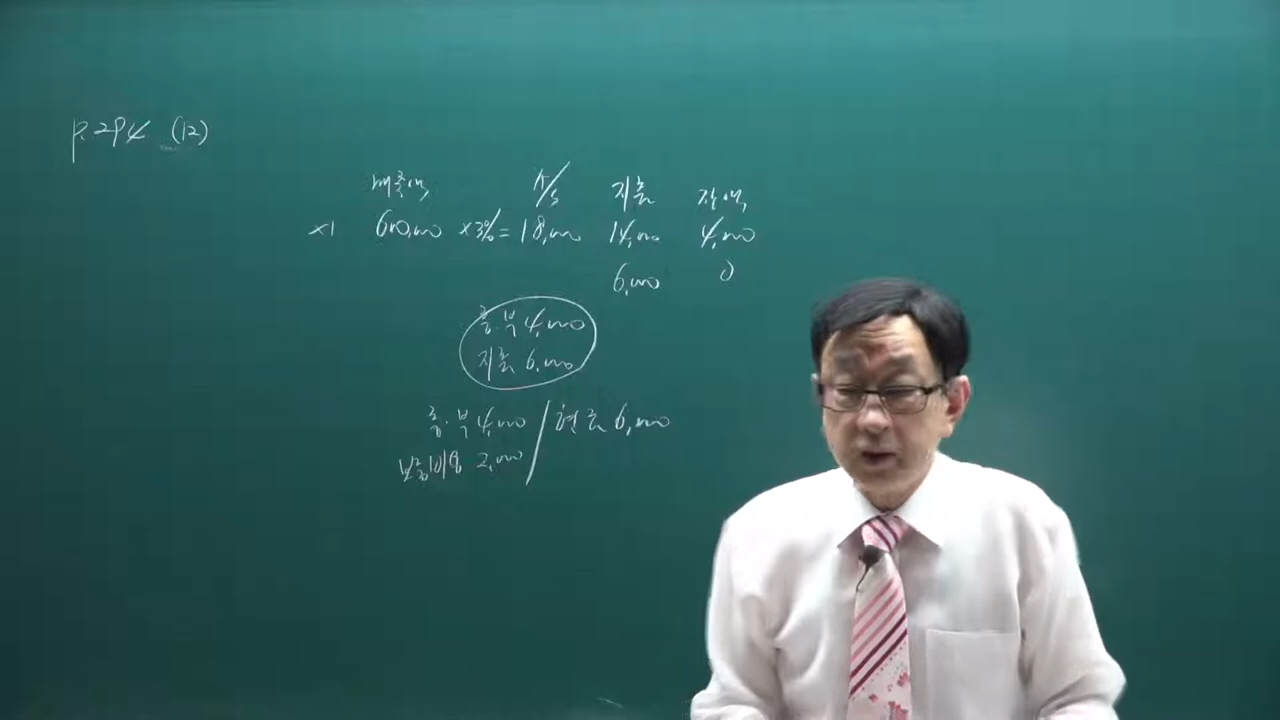 p.294 (12)
매출액 A/S 지출 잔액
×1 600,000 ×3%= 18,000 14,000 4,000
6,000 0
충.부 4,000
지출 6,000
충.부 4,000 / 현금 6,000
보증비용 2,000